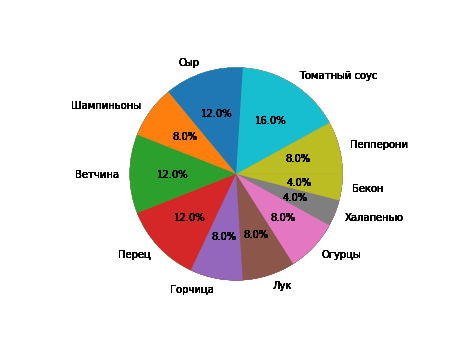 Сыр
Томатный соус
Шампиньоны
12.0%
16.0%
8.0%
Пепперони
8.0%
Ветчина
12.0%
4.0%
Бекон
4.0%
Халапенью
12.0%
8.0%
8.0%
8.0%
Перец
Огурцы
Горчица
Лук